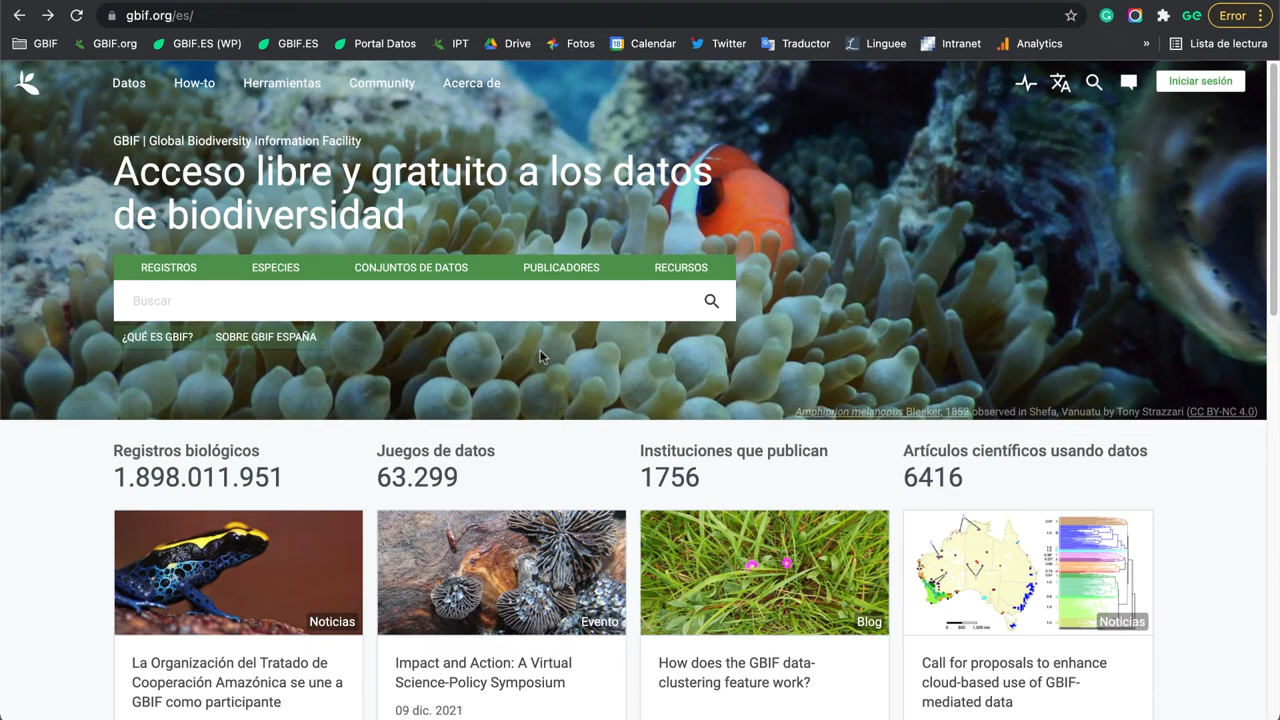 gbif.org/es/
Error
GBIF
GBIF.org
GBIF.ES (WP)
GBIF.ES
Portal Datos
IPT
Drive
Fotos
Calendar
Twitter
Traductor
Linguee
Intranet
Analytics
»
Lista de lectura
Datos
How-to
Herramientas
Community
Acerca de
Iniciar sesión
GBIF | Global Biodiversity Information Facility
Acceso libre y gratuito a los datos
de biodiversidad
REGISTROS
ESPECIES
CONJUNTOS DE DATOS
PUBLICADORES
RECURSOS
Buscar
¿QUÉ ES GBIF?
SOBRE GBIF ESPAÑA
Amphiprion melanopus Bleeker, 1852 observed in Shefa, Vanuatu by Tony Strazzari (CC BY-NC 4.0)
Registros biológicos
1.898.011.951
Juegos de datos
63.299
Instituciones que publican
1756
Artículos científicos usando datos
6416
Noticias
La Organización del Tratado de
Cooperación Amazónica se une a
GBIF como participante
Evento
Impact and Action: A Virtual
Science-Policy Symposium
09 dic. 2021
Blog
How does the GBIF data-
clustering feature work?
Noticias
Call for proposals to enhance
cloud-based use of GBIF-
mediated data